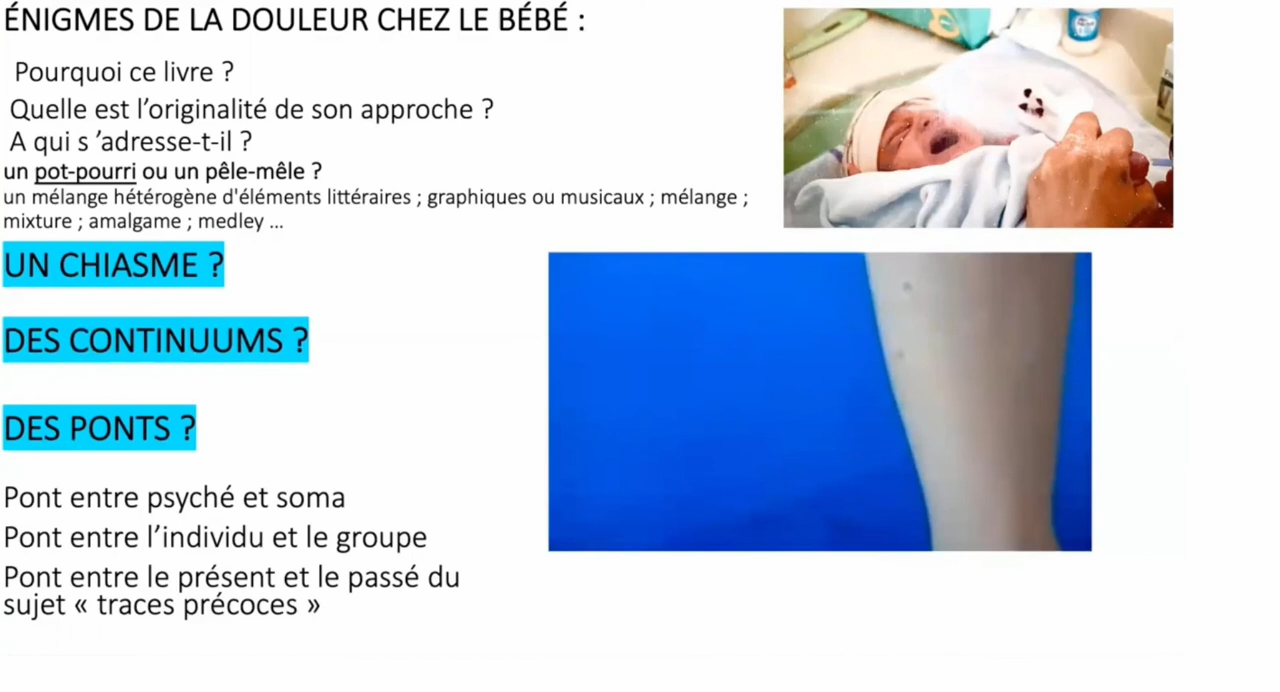 ÉNIGMES DE LA DOULEUR CHEZ LE BÉBÉ :
Pourquoi ce livre ?
Quelle est l’originalité de son approche ?
A qui s ’adresse-t-il ?
un pot-pourri ou un pêle-mêle ?
un mélange hétérogène d'éléments littéraires ; graphiques ou musicaux ; mélange ;
mixture ; amalgame ; medley ...
UN CHIASME ?
DES CONTINUUMS ?
DES PONTS ?
Pont entre psyché et soma
Pont entre l’individu et le groupe
Pont entre le présent et le passé du
sujet « traces précoces »